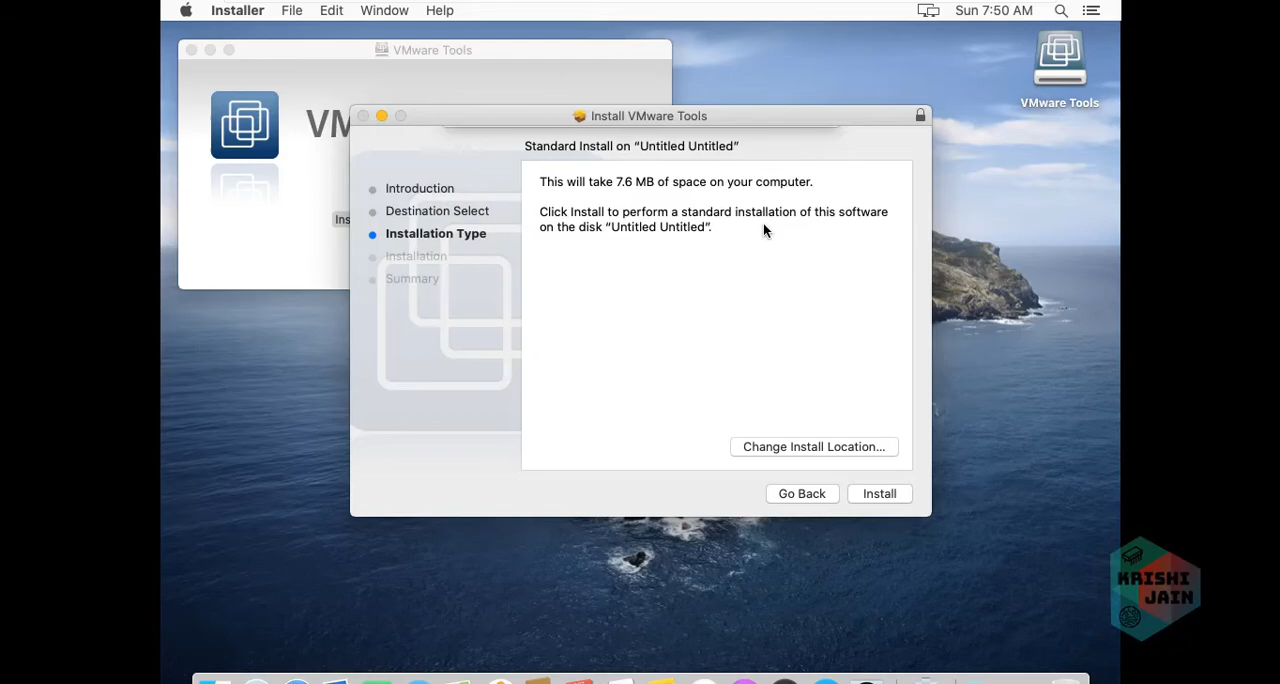 Installer File Edit Window Help Sun 7:50 AM
VMware Tools
VMware Tools
VM
Install VMware Tools
Standard Install on “Untitled Untitled”
Introduction
Destination Select
Installation Type
Installation
Summary
This will take 7.6 MB of space on your computer.
Click Install to perform a standard installation of this software
on the disk “Untitled Untitled”.
Ins
Change Install Location...
Go Back
Install
KRISHI
JAIN